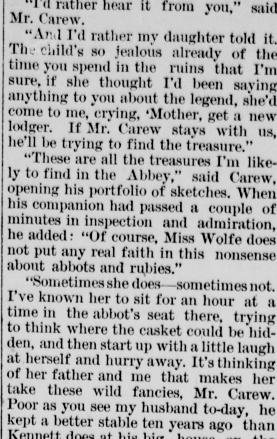 "I'd rather hear it from you," said
Mr. Carew.
"And I'd rather my daughter told it.
The child's so jealous already of the
time you spend in the ruins that I'm
sure, if she thought I'd been saying
anything to you about the legend, she'd
come to me, crying, 'Mother, get a new
lodger. If Mr. Carew stays with us,
he'll be trying to find the treasure."
"These are all the treasures I'm like-
ly to find in the Abbey," said Carew,
opening his portfolio of sketches. When
his companion had passed a couple of
minutes in inspection and admiration,
he added: "Of course, Miss Wolfe does
not put any real faith in this nonsense
about abbots and rubies."
"Sometimes she does—sometimes not.
I've known her to sit for an hour at a
time in the abbot's seat there, trying
to think where the casket could be hid-
den, and then start up with a little laugh
at herself and hurry away. It's thinking
of her father and me that makes her
take these wild fancies, Mr. Carew.
Poor as you see my husband to-day, he
kept a better stable ten years ago than
Kennett does at his big house on the